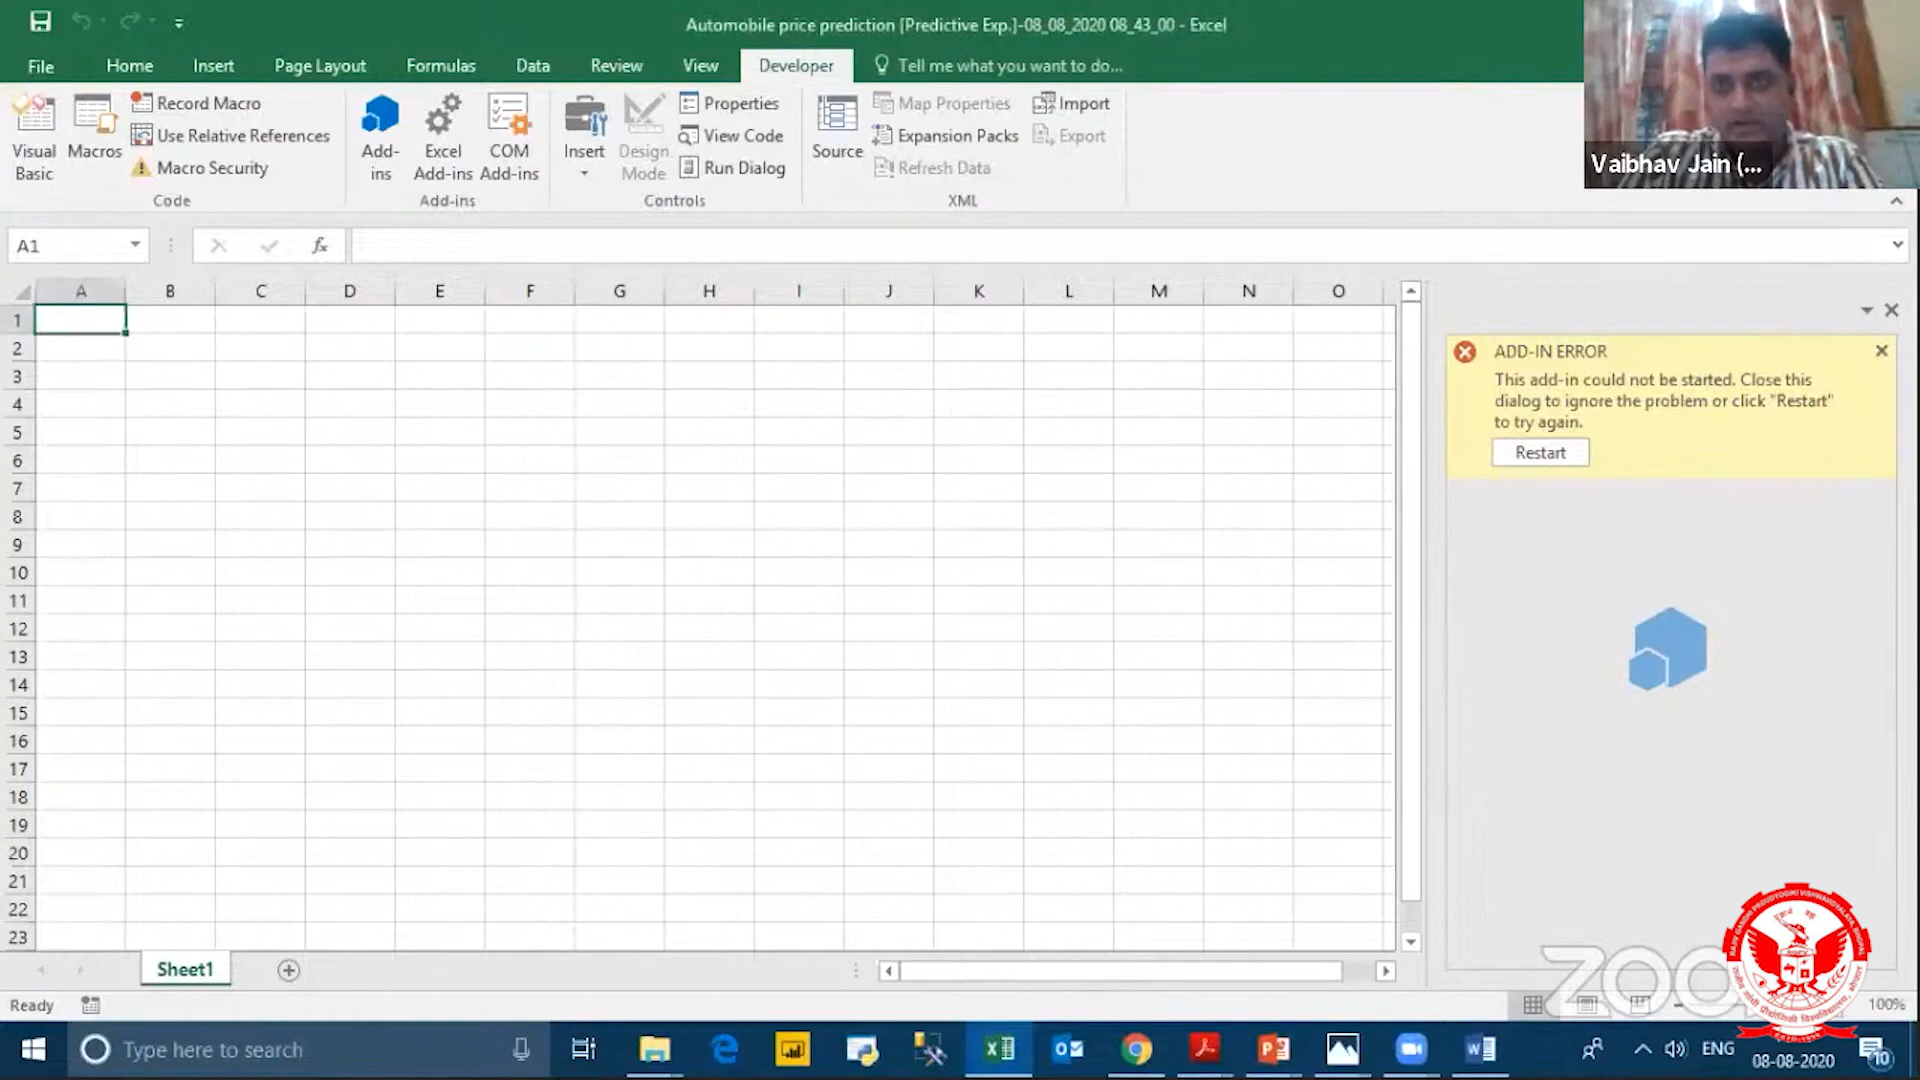 Automobile price prediction [Predictive Exp.]-08_08_2020 08_43_00 - Excel
File Home Insert Page Layout Formulas Data Review View Developer Tell me what you want to do...
Visual Basic
Macros
Record Macro
Use Relative References
Macro Security
Code
Add-ins
Excel Add-ins
COM Add-ins
Add-ins
Insert
Design Mode
Properties
View Code
Run Dialog
Controls
Source
Map Properties
Expansion Packs
Refresh Data
Import
Export
XML
Vaibhav Jain (...
A1
fx
A B C D E F G H I J K L M N O
1
2
3
4
5
6
7
8
9
10
11
12
13
14
15
16
17
18
19
20
21
22
23
ADD-IN ERROR
This add-in could not be started. Close this
dialog to ignore the problem or click "Restart"
to try again.
Restart
Sheet1
Ready
100%
zoo
Type here to search
ENG
08-08-2020
10